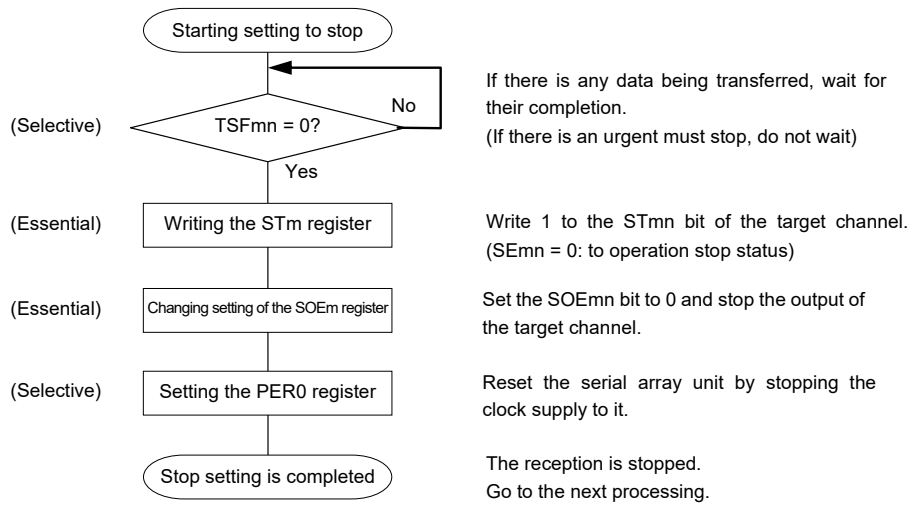 Starting setting to stop
If there is any data being transferred, wait for
their completion.
(If there is an urgent must stop, do not wait)
(Selective)
TSFmn = 0?
No
Yes
(Essential)
Writing the STm register
Write 1 to the STmn bit of the target channel.
(SEmn = 0: to operation stop status)
(Essential)
Changing setting of the SOEm register
Set the SOEmn bit to 0 and stop the output of
the target channel.
(Selective)
Setting the PER0 register
Reset the serial array unit by stopping the
clock supply to it.
Stop setting is completed
The reception is stopped.
Go to the next processing.